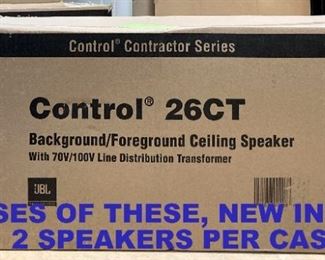 Control® Contractor Series
Control® 26CT
Background/Foreground Ceiling Speaker
With 70V/100V Line Distribution Transformer
JBL
SES OF THESE, NEW IN
2 SPEAKERS PER CAS